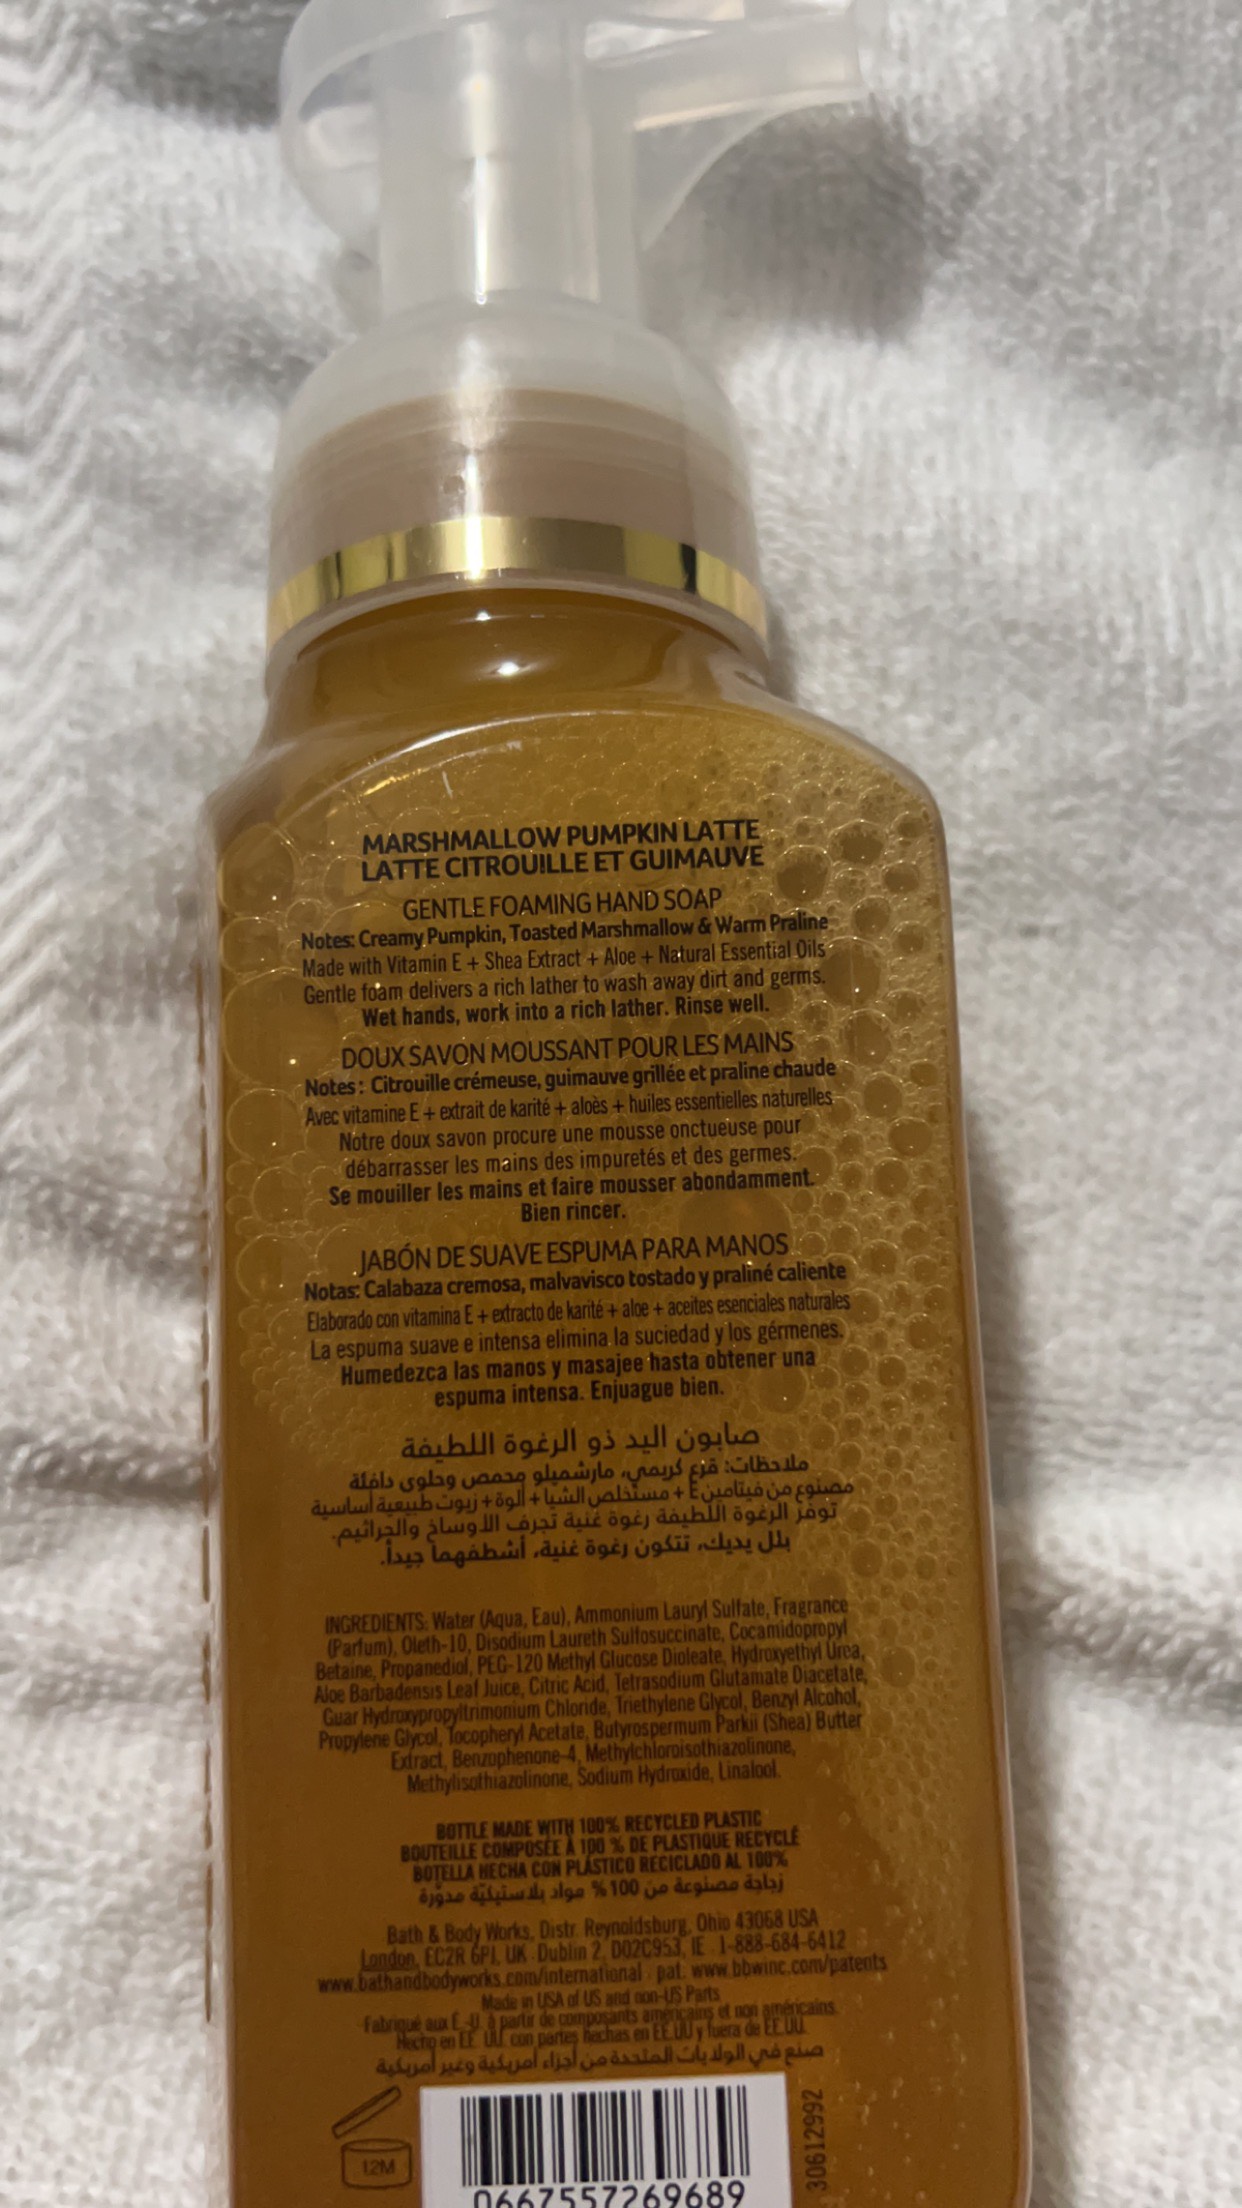 MARSHMALLOW PUMPKIN LATTE
LATTE CITROUILLE ET GUIMAUVE
GENTLE FOAMING HAND SOAP
Notes: Creamy Pumpkin, Toasted Marshmallow & Warm Praline
Made with Vitamin E + Shea Extract + Aloe + Natural Essential Oils
Gentle foam delivers a rich lather to wash away dirt and germs.
Wet hands, work into a rich lather. Rinse well.
DOUX SAVON MOUSSANT POUR LES MAINS
Notes : Citrouille crémeuse, guimauve grillée et praline chaude
Avec vitamine E + extrait de karité + aloès + huiles essentielles naturelles
Notre doux savon procure une mousse onctueuse pour
débarrasser les mains des impuretés et des germes.
Se mouiller les mains et faire mousser abondamment.
Bien rincer.
JABÓN DE SUAVE ESPUMA PARA MANOS
Notas: Calabaza cremosa, malvavisco tostado y praliné caliente
Elaborado con vitamina E + extracto de karité + aloe + aceites esenciales naturales
La espuma suave e intensa elimina la suciedad y los gérmenes.
Humedezca las manos y masajee hasta obtener una
espuma intensa. Enjuague bien.
صابون اليد ذو الرغوة اللطيفة
ملاحظات: قرع كريمي، مارشميلو محمص وحلوى دافئة
مصنوع من فيتامين E + مستخلص الشيا + ألوة + زيوت طبيعية أساسية
توفر الرغوة اللطيفة رغوة غنية تجرف الأوساخ والجراثيم.
بلل يديك، تتكون رغوة غنية، أشطفهما جيداً.
INGREDIENTS: Water (Aqua, Eau), Ammonium Lauryl Sulfate, Fragrance
(Parfum), Oleth-10, Disodium Laureth Sulfosuccinate, Cocamidopropyl
Betaine, Propanediol, PEG-120 Methyl Glucose Dioleate, Hydroxyethyl Urea,
Aloe Barbadensis Leaf Juice, Citric Acid, Tetrasodium Glutamate Diacetate,
Guar Hydroxypropyltrimonium Chloride, Triethylene Glycol, Benzyl Alcohol,
Propylene Glycol, Tocopheryl Acetate, Butyrospermum Parkii (Shea) Butter
Extract, Benzophenone-4, Methylchloroisothiazolinone,
Methylisothiazolinone, Sodium Hydroxide, Linalool.
BOTTLE MADE WITH 100% RECYCLED PLASTIC
BOUTEILLE COMPOSÉE À 100 % DE PLASTIQUE RECYCLÉ
BOTELLA HECHA CON PLÁSTICO RECICLADO AL 100%
زجاجة مصنوعة من 100% مواد بلاستيكية مدوّرة
Bath & Body Works, Distr. Reynoldsburg, Ohio 43068 USA
London, EC2R 6PJ, UK · Dublin 2, D02C953, IE 1-888-684-6412
www.bathandbodyworks.com/international · pat. www.bbwinc.com/patents
Made in USA of US and non-US Parts
Fabriqué aux É.-U. à partir de composants américains et non américains.
Hecho en EE. UU. con partes hechas en EE.UU y fuera de EE.UU.
صنع في الولايات المتحدة من أجزاء أمريكية وغير أمريكية
12M
30612992
0667557269689